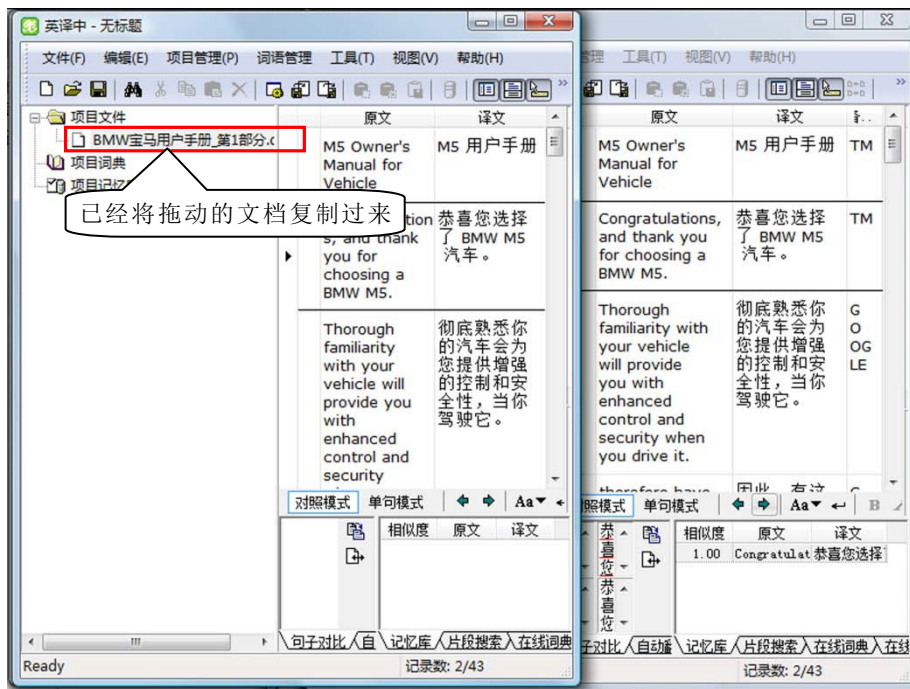 英译中 - 无标题
文件(F) 编辑(E) 项目管理(P) 词语管理 工具(T) 视图(V) 帮助(H)
项目文件
BMW宝马用户手册_第1部分.c
项目词典
项目记忆
已经将拖动的文档复制过来
原文 译文
M5 Owner's
Manual for
Vehicle
M5 用户手册
tion
s, and thank
you for
choosing a
BMW M5.
恭喜您选择
了 BMW M5
汽车。
Thorough
familiarity
with your
vehicle will
provide you
with
enhanced
control and
security
彻底熟悉你
的汽车会为
您提供增强
的控制和安
全性，当你
驾驶它。
对照模式 单句模式 Aa
相似度 原文 译文
句子对比 自 记忆库 片段搜索 在线词典
Ready 记录数: 2/43
管理 工具(T) 视图(V) 帮助(H)
原文 译文
M5 Owner's
Manual for
Vehicle
M5 用户手册
TM
Congratulations,
and thank you
for choosing a
BMW M5.
恭喜您选择
了 BMW M5
汽车。
TM
Thorough
familiarity with
your vehicle
will provide
you with
enhanced
control and
security when
you drive it.
彻底熟悉你
的汽车会为
您提供增强
的控制和安
全性，当你
驾驶它。
G
O
OG
LE
therefore have
因此，有这
照模式 单句模式 Aa B
恭
喜
您
恭
喜
您
相似度 原文 译文
1.00 Congratulat 恭喜您选择
子对比 自动 记忆库 片段搜索 在线词典 在线
记录数: 2/43